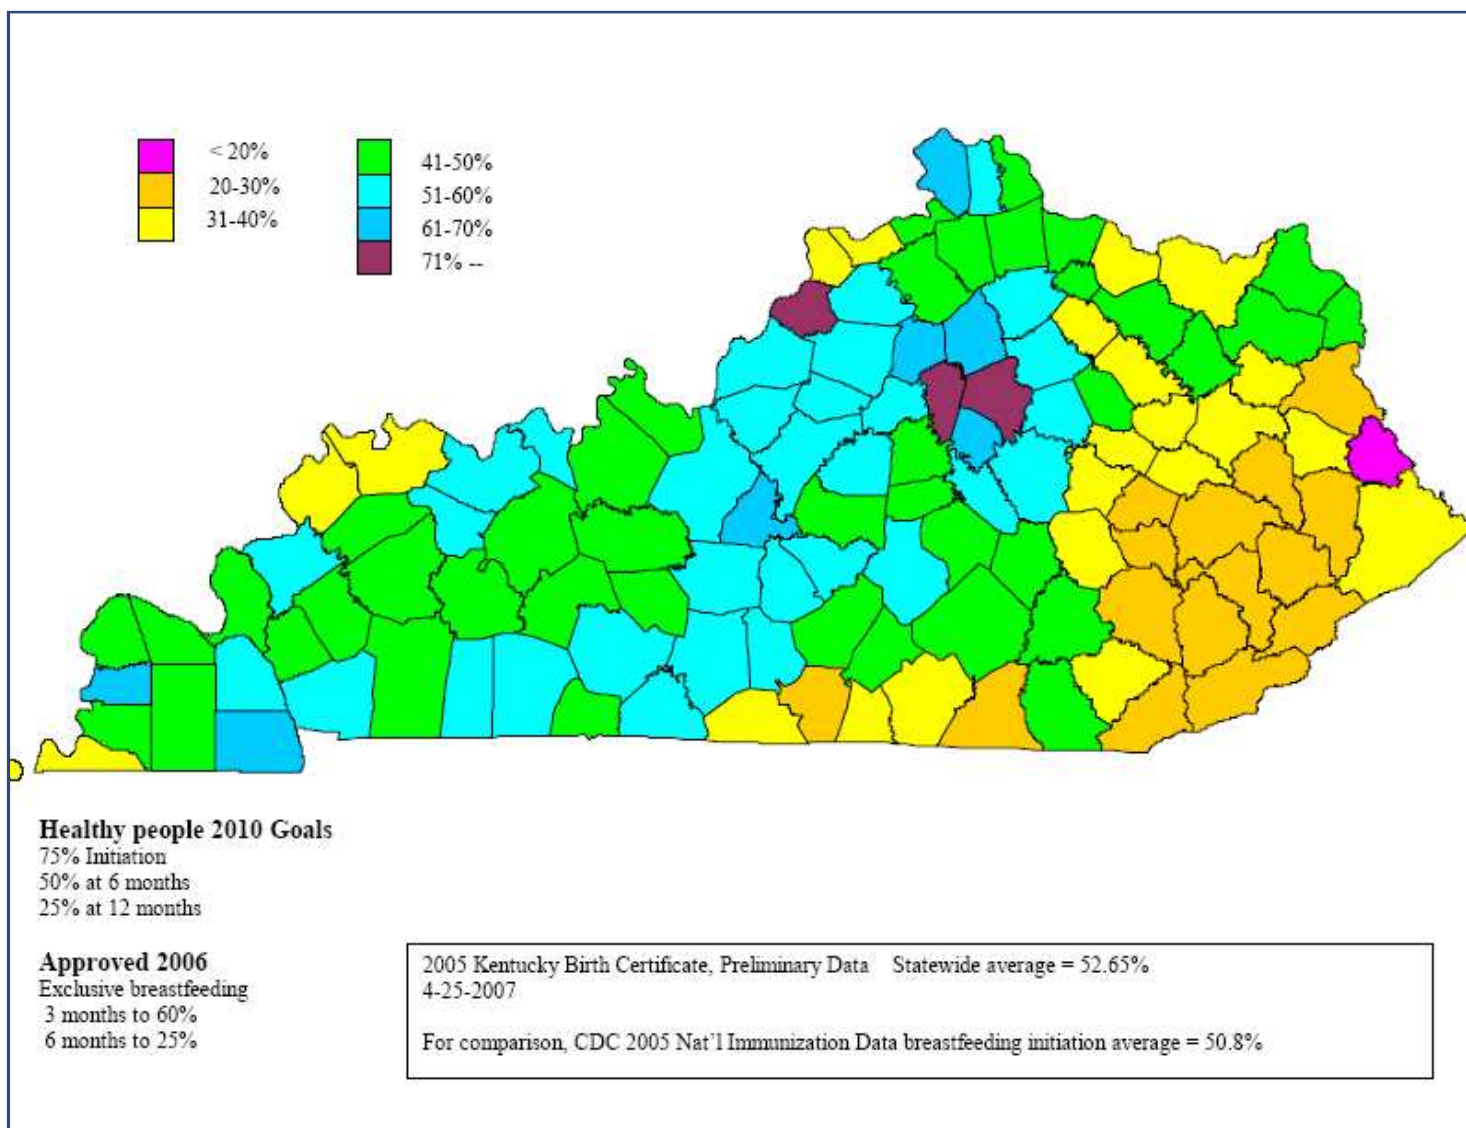 < 20%
20-30%
31-40%
41-50%
51-60%
61-70%
71% --
Healthy people 2010 Goals
75% Initiation
50% at 6 months
25% at 12 months
Approved 2006
Exclusive breastfeeding
3 months to 60%
6 months to 25%
2005 Kentucky Birth Certificate, Preliminary Data Statewide average = 52.65%
4-25-2007
For comparison, CDC 2005 Nat'l Immunization Data breastfeeding initiation average = 50.8%